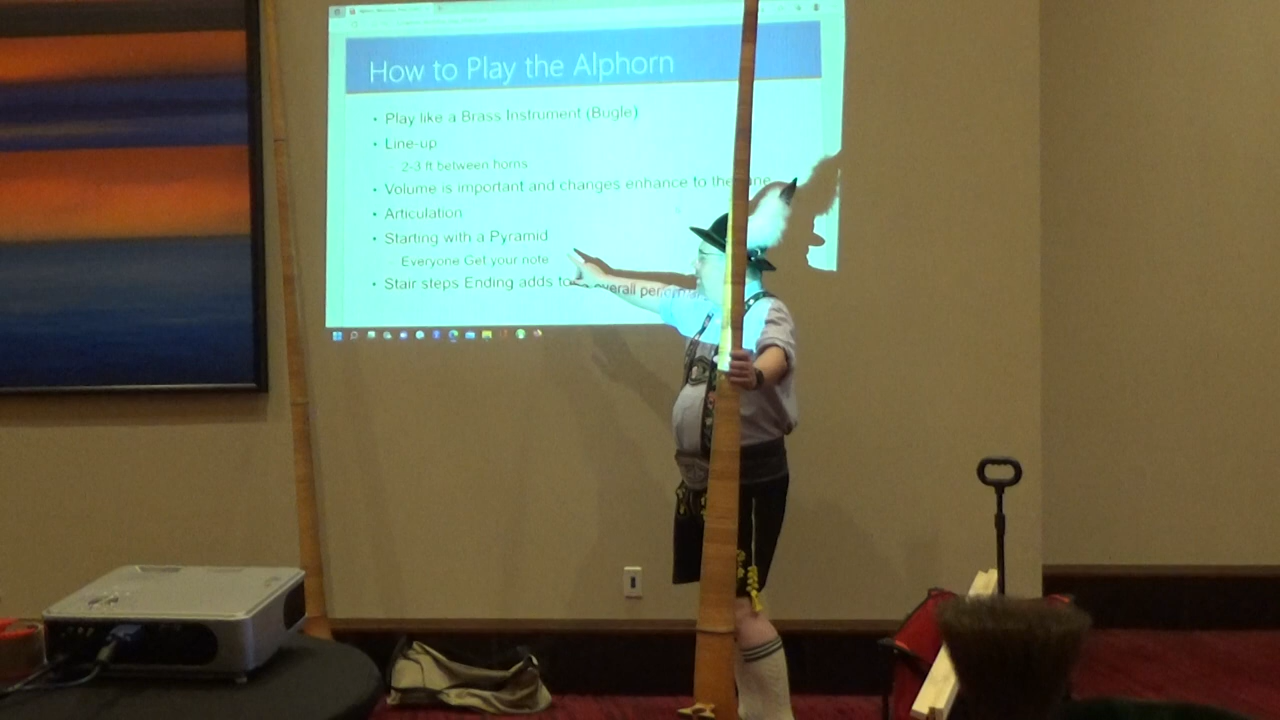 How to Play the Alphorn
• Play like a Brass Instrument (Bugle)
• Line-up
– 2-3 ft between horns
• Volume is important and changes enhance to the
• Articulation
• Starting with a Pyramid
– Everyone Get your note
• Stair steps Ending adds to overall